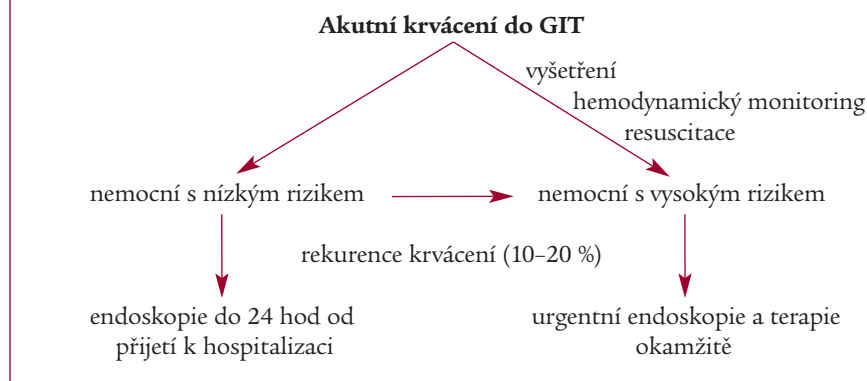 Akutní krvácení do GIT
vyšetření
hemodynamický monitoring
resuscitace
nemocní s nízkým rizikem
nemocní s vysokým rizikem
rekurence krvácení (10–20 %)
endoskopie do 24 hod od
přijetí k hospitalizaci
urgentní endoskopie a terapie
okamžitě